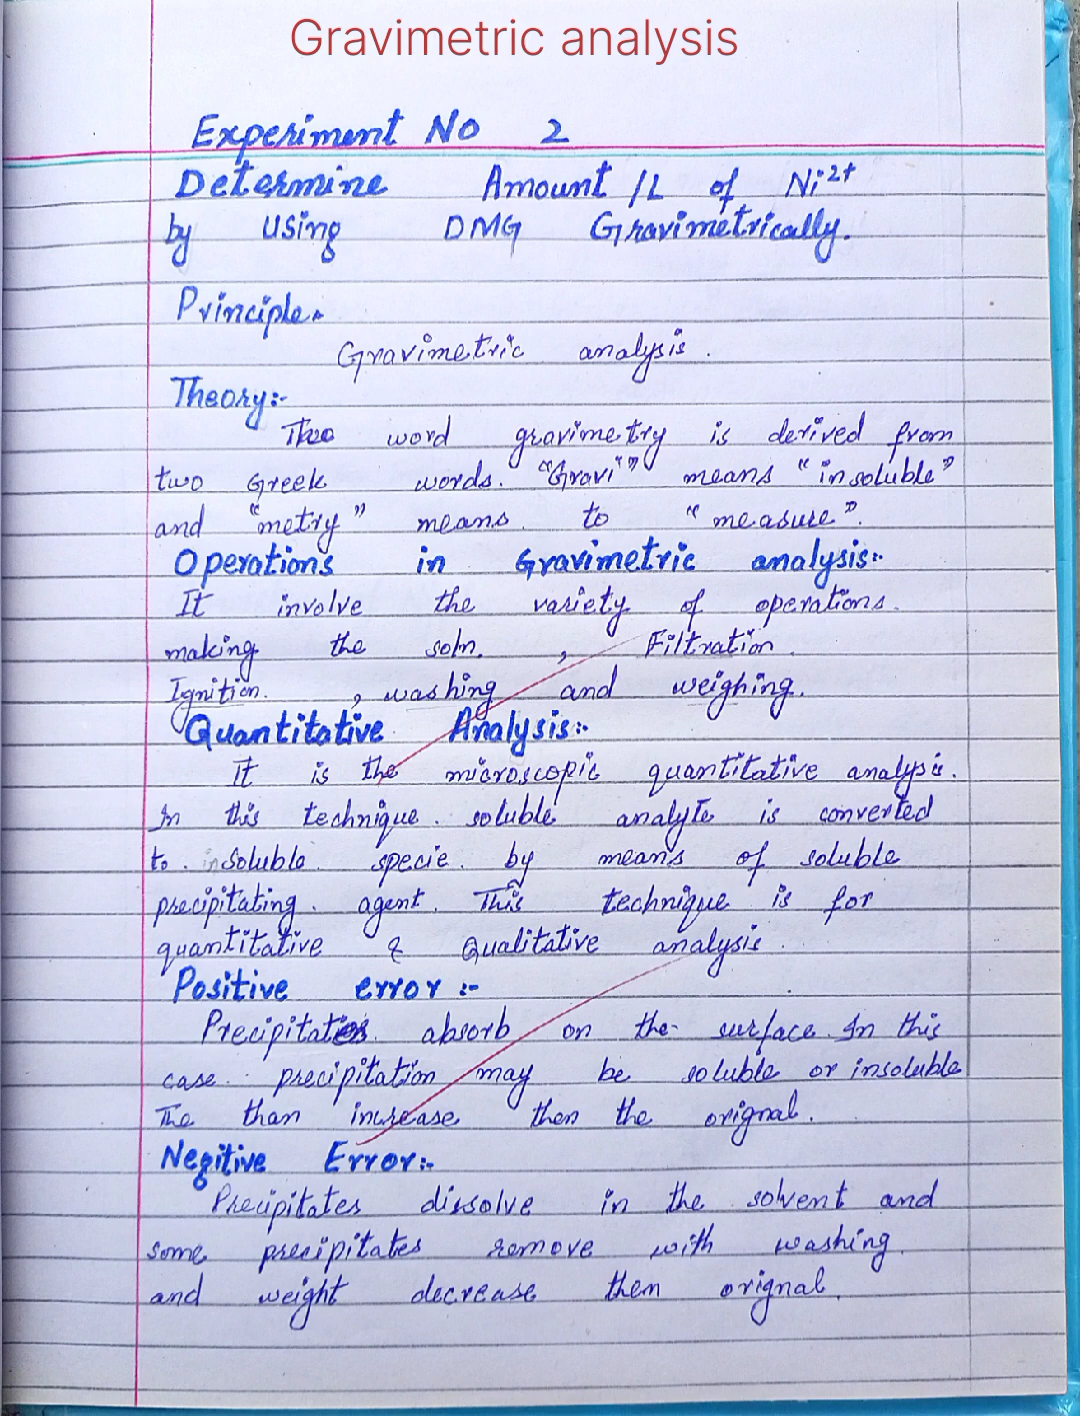 Gravimetric analysis
Experiment No 2
Determine Amount /L of Ni²⁺
by using DMG Gravimetrically.
Principle.
Gravimetric analysis.
Theory:-
The word gravimetry is derived from
two Greek words. "Gravi" means "insoluble"
and "metry" means to "measure".
Operations in Gravimetric analysis:-
It involve the variety of operations.
making the soln. , Filtration
Ignition. , washing and weighing.
Quantitative Analysis:-
It is the microscopic quantitative analysis.
In this technique. soluble analyte is converted
to. insoluble specie. by means of soluble
precipitating. agent. This technique is for
quantitative & Qualitative analysis.
Positive error :-
Precipitates. absorb on the surface. In this
case. precipitation may be soluble or insoluble
The than increase then the orignal.
Negitive Error:-
Precipitates dissolve in the solvent and
some precipitates remove with washing.
and weight decrease then orignal.